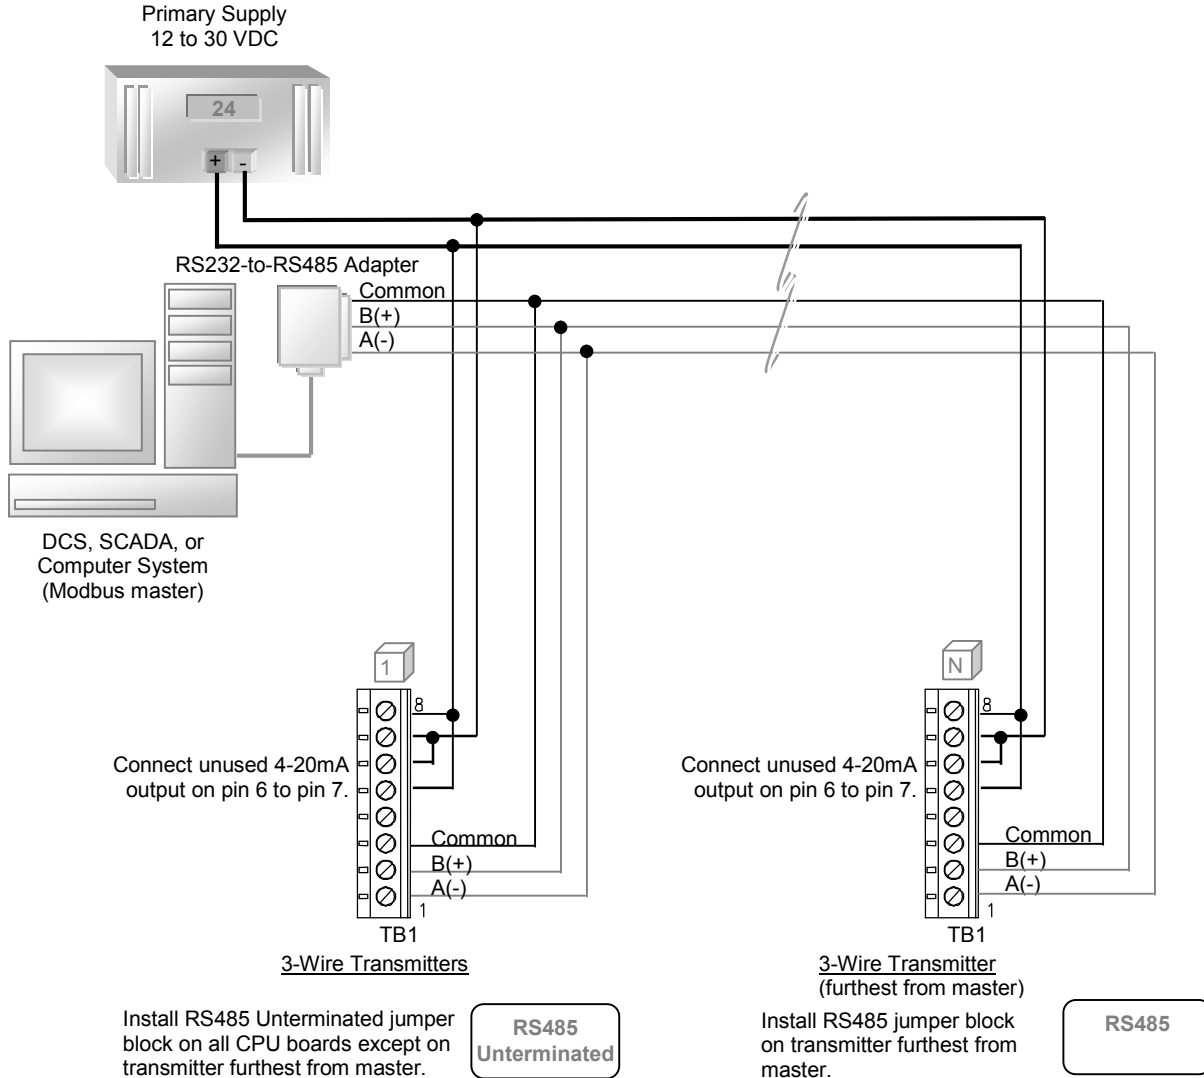 Primary Supply
12 to 30 VDC
24
+ -
RS232-to-RS485 Adapter
Common
B(+)
A(-)
DCS, SCADA, or
Computer System
(Modbus master)
1
8
Connect unused 4-20mA
output on pin 6 to pin 7.
Common
B(+)
A(-)
1
TB1
3-Wire Transmitters
Install RS485 Unterminated jumper
block on all CPU boards except on
transmitter furthest from master.
RS485
Unterminated
N
8
Connect unused 4-20mA
output on pin 6 to pin 7.
Common
B(+)
A(-)
1
TB1
3-Wire Transmitter
(furthest from master)
Install RS485 jumper block
on transmitter furthest from
master.
RS485